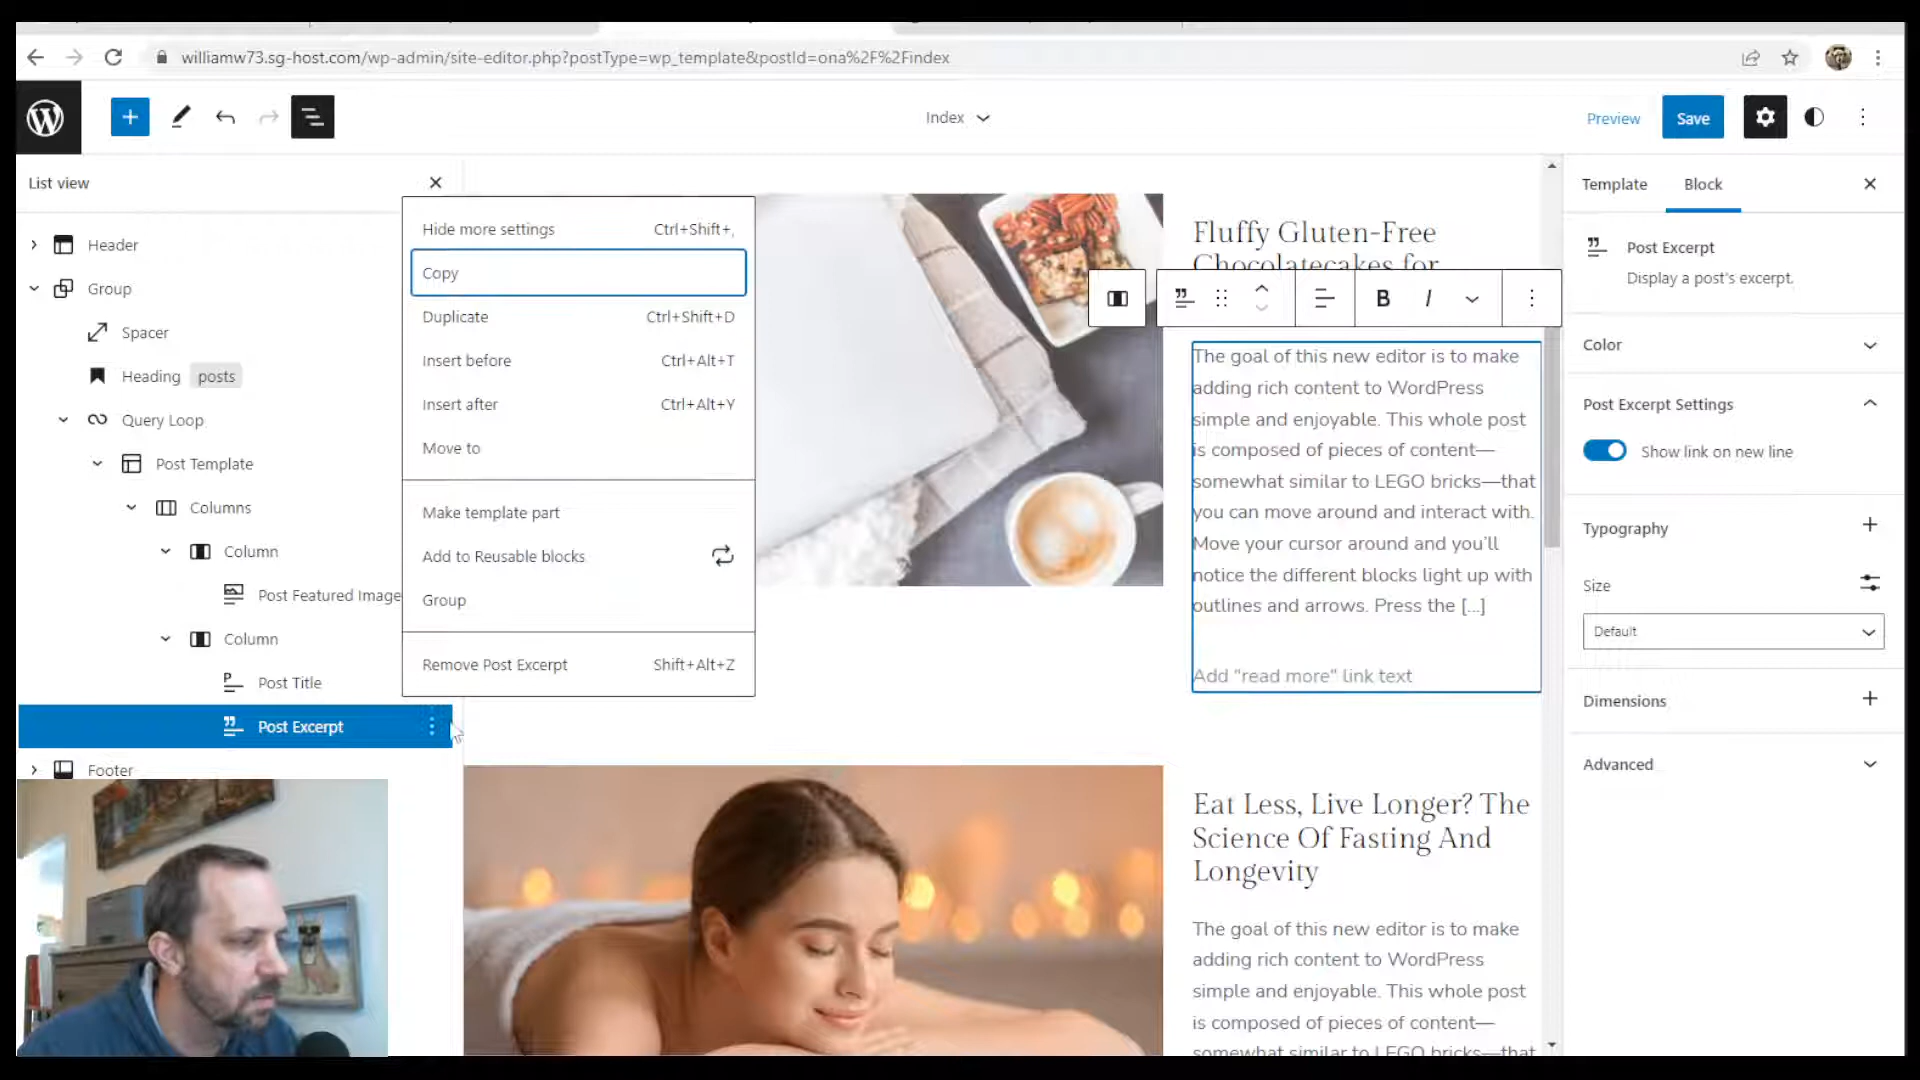 williamw73.sg-host.com/wp-admin/site-editor.php?postType=wp_template&postId=ona%2F%2Findex
Index
Preview
Save
List view
Header
Group
Spacer
Heading posts
Query Loop
Post Template
Columns
Column
Post Featured Image
Column
Post Title
Post Excerpt
Footer
Hide more settings Ctrl+Shift+,
Copy
Duplicate Ctrl+Shift+D
Insert before Ctrl+Alt+T
Insert after Ctrl+Alt+Y
Move to
Make template part
Add to Reusable blocks
Group
Remove Post Excerpt Shift+Alt+Z
Fluffy Gluten-Free
Chocolatecakes for
B I
The goal of this new editor is to make
adding rich content to WordPress
simple and enjoyable. This whole post
is composed of pieces of content—
somewhat similar to LEGO bricks—that
you can move around and interact with.
Move your cursor around and you'll
notice the different blocks light up with
outlines and arrows. Press the [...]
Add "read more" link text
Eat Less, Live Longer? The
Science Of Fasting And
Longevity
The goal of this new editor is to make
adding rich content to WordPress
simple and enjoyable. This whole post
is composed of pieces of content—
somewhat similar to LEGO bricks—that
Template Block
Post Excerpt
Display a post's excerpt.
Color
Post Excerpt Settings
Show link on new line
Typography
Size
Default
Dimensions
Advanced